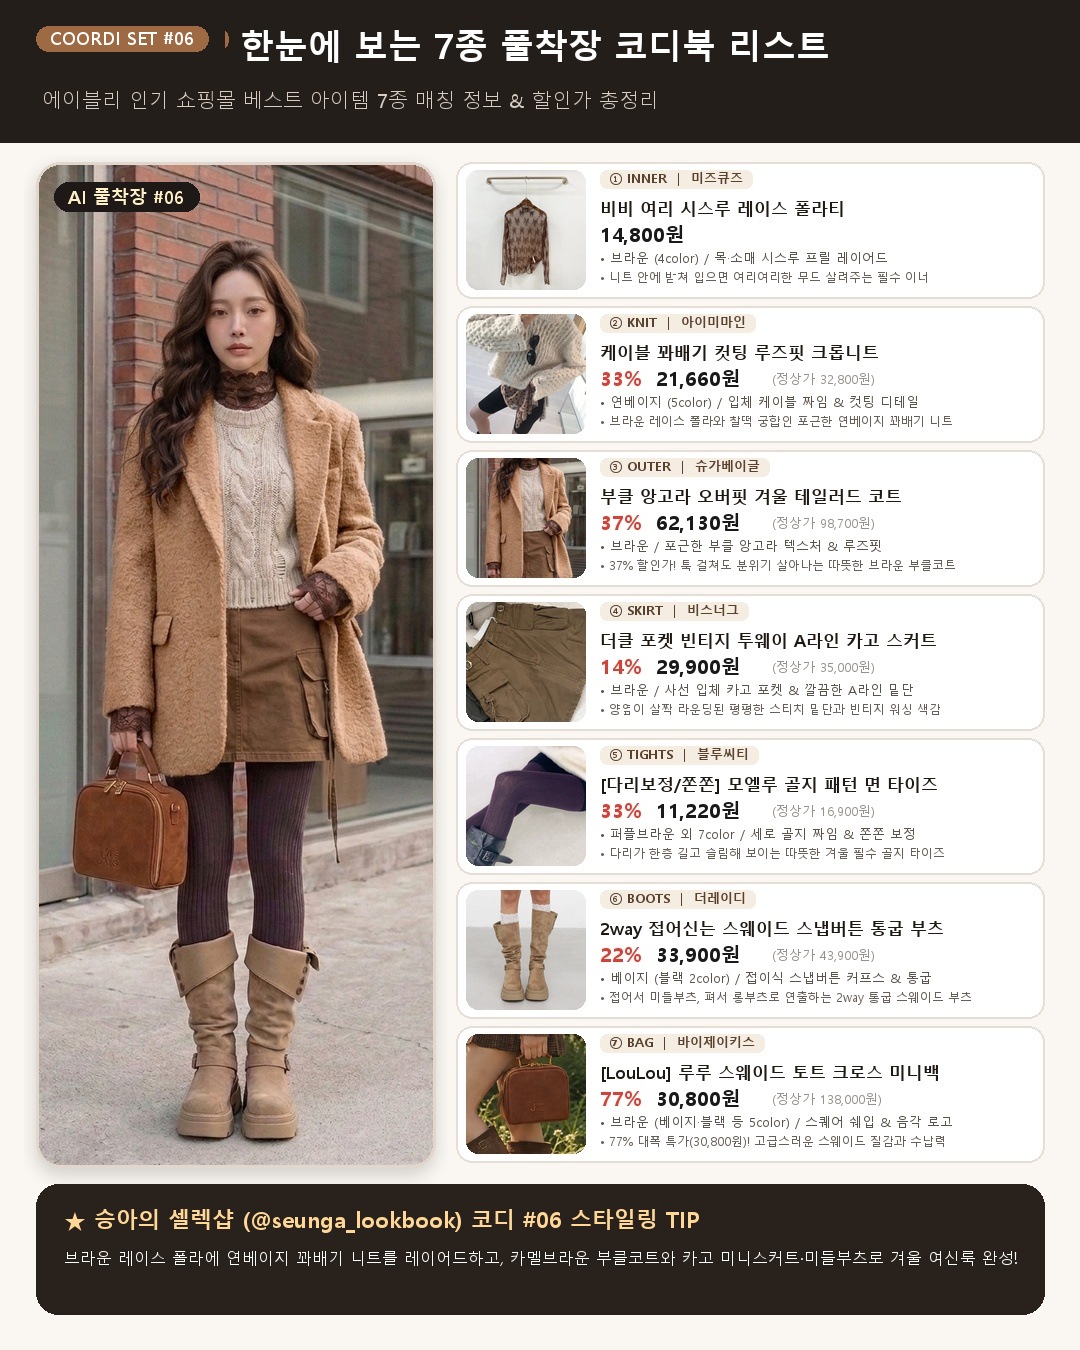 COORDI SET #06
한눈에 보는 7종 풀착장 코디북 리스트
에이블리 인기 쇼핑몰 베스트 아이템 7종 매칭 정보 & 할인가 총정리
AI 풀착장 #06
① INNER | 미즈큐즈
비비 여리 시스루 레이스 폴라티
14,800원
• 브라운 (4color) / 목·소매 시스루 프릴 레이어드
• 니트 안에 받쳐 입으면 여리여리한 무드 살려주는 필수 이너
② KNIT | 아이미마인
케이블 꽈배기 컷팅 루즈핏 크롭니트
33% 21,660원 (정상가 32,800원)
• 연베이지 (5color) / 입체 케이블 짜임 & 컷팅 디테일
• 브라운 레이스 폴라와 찰떡 궁합인 포근한 연베이지 꽈배기 니트
③ OUTER | 슈가베이글
부클 앙고라 오버핏 겨울 테일러드 코트
37% 62,130원 (정상가 98,700원)
• 브라운 / 포근한 부클 앙고라 텍스처 & 루즈핏
• 37% 할인가! 툭 걸쳐도 분위기 살아나는 따뜻한 브라운 부클코트
④ SKIRT | 비스너그
더클 포켓 빈티지 투웨이 A라인 카고 스커트
14% 29,900원 (정상가 35,000원)
• 브라운 / 사선 입체 카고 포켓 & 깔끔한 A라인 밑단
• 양옆이 살짝 라운딩된 평평한 스티치 밑단과 빈티지 워싱 색감
⑤ TIGHTS | 블루씨티
[다리보정/쫀쫀] 모엘루 골지 패턴 면 타이즈
33% 11,220원 (정상가 16,900원)
• 퍼플브라운 외 7color / 세로 골지 짜임 & 쫀쫀 보정
• 다리가 한층 길고 슬림해 보이는 따뜻한 겨울 필수 골지 타이즈
⑥ BOOTS | 더레이디
2way 접어신는 스웨이드 스냅버튼 통굽 부츠
22% 33,900원 (정상가 43,900원)
• 베이지 (블랙 2color) / 접이식 스냅버튼 커프스 & 통굽
• 접어서 미들부츠, 펴서 롱부츠로 연출하는 2way 통굽 스웨이드 부츠
⑦ BAG | 바이제이키스
[LouLou] 루루 스웨이드 토트 크로스 미니백
77% 30,800원 (정상가 138,000원)
• 브라운 (베이지·블랙 등 5color) / 스퀘어 쉐입 & 음각 로고
• 77% 대폭 특가(30,800원)! 고급스러운 스웨이드 질감과 수납력
★ 승아의 셀렉샵 (@seunga_lookbook) 코디 #06 스타일링 TIP
브라운 레이스 폴라에 연베이지 꽈배기 니트를 레이어드하고, 카멜브라운 부클코트와 카고 미니스커트·미들부츠로 겨울 여신룩 완성!